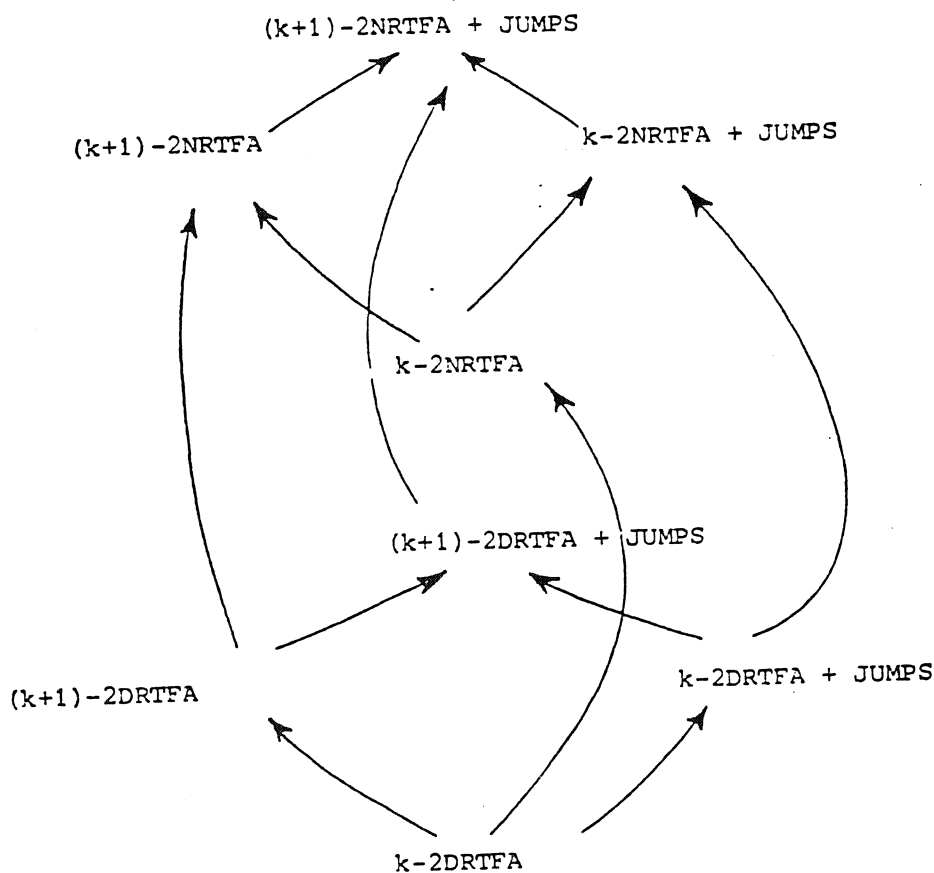 (k+1)-2NRTFA + JUMPS
(k+1)-2NRTFA
k-2NRTFA + JUMPS
k-2NRTFA
(k+1)-2DRTFA + JUMPS
k-2DRTFA + JUMPS
(k+1)-2DRTFA
k-2DRTFA